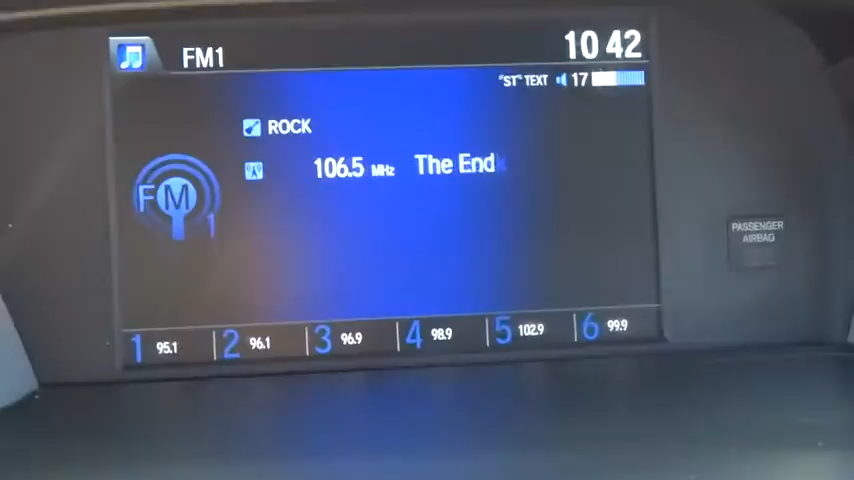 FM1 10 42
"ST" TEXT 17
ROCK
FM 1 106.5 MHz The End
1 95.1 2 96.1 3 96.9 4 98.9 5 102.9 6 99.9
PASSENGER
AIRBAG